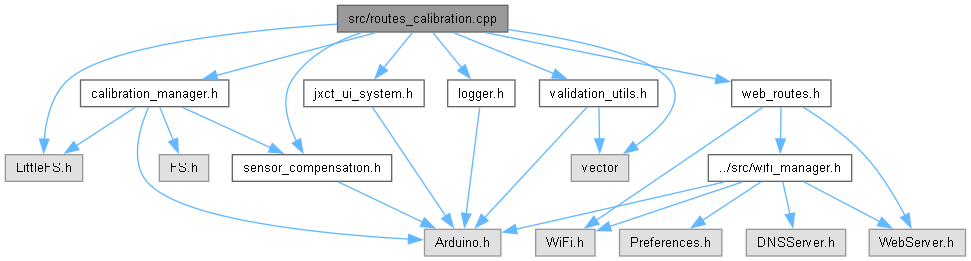 src/routes_calibration.cpp
calibration_manager.h
jxct_ui_system.h
logger.h
validation_utils.h
web_routes.h
LittleFS.h
FS.h
sensor_compensation.h
vector
../src/wifi_manager.h
Arduino.h
WiFi.h
Preferences.h
DNSServer.h
WebServer.h